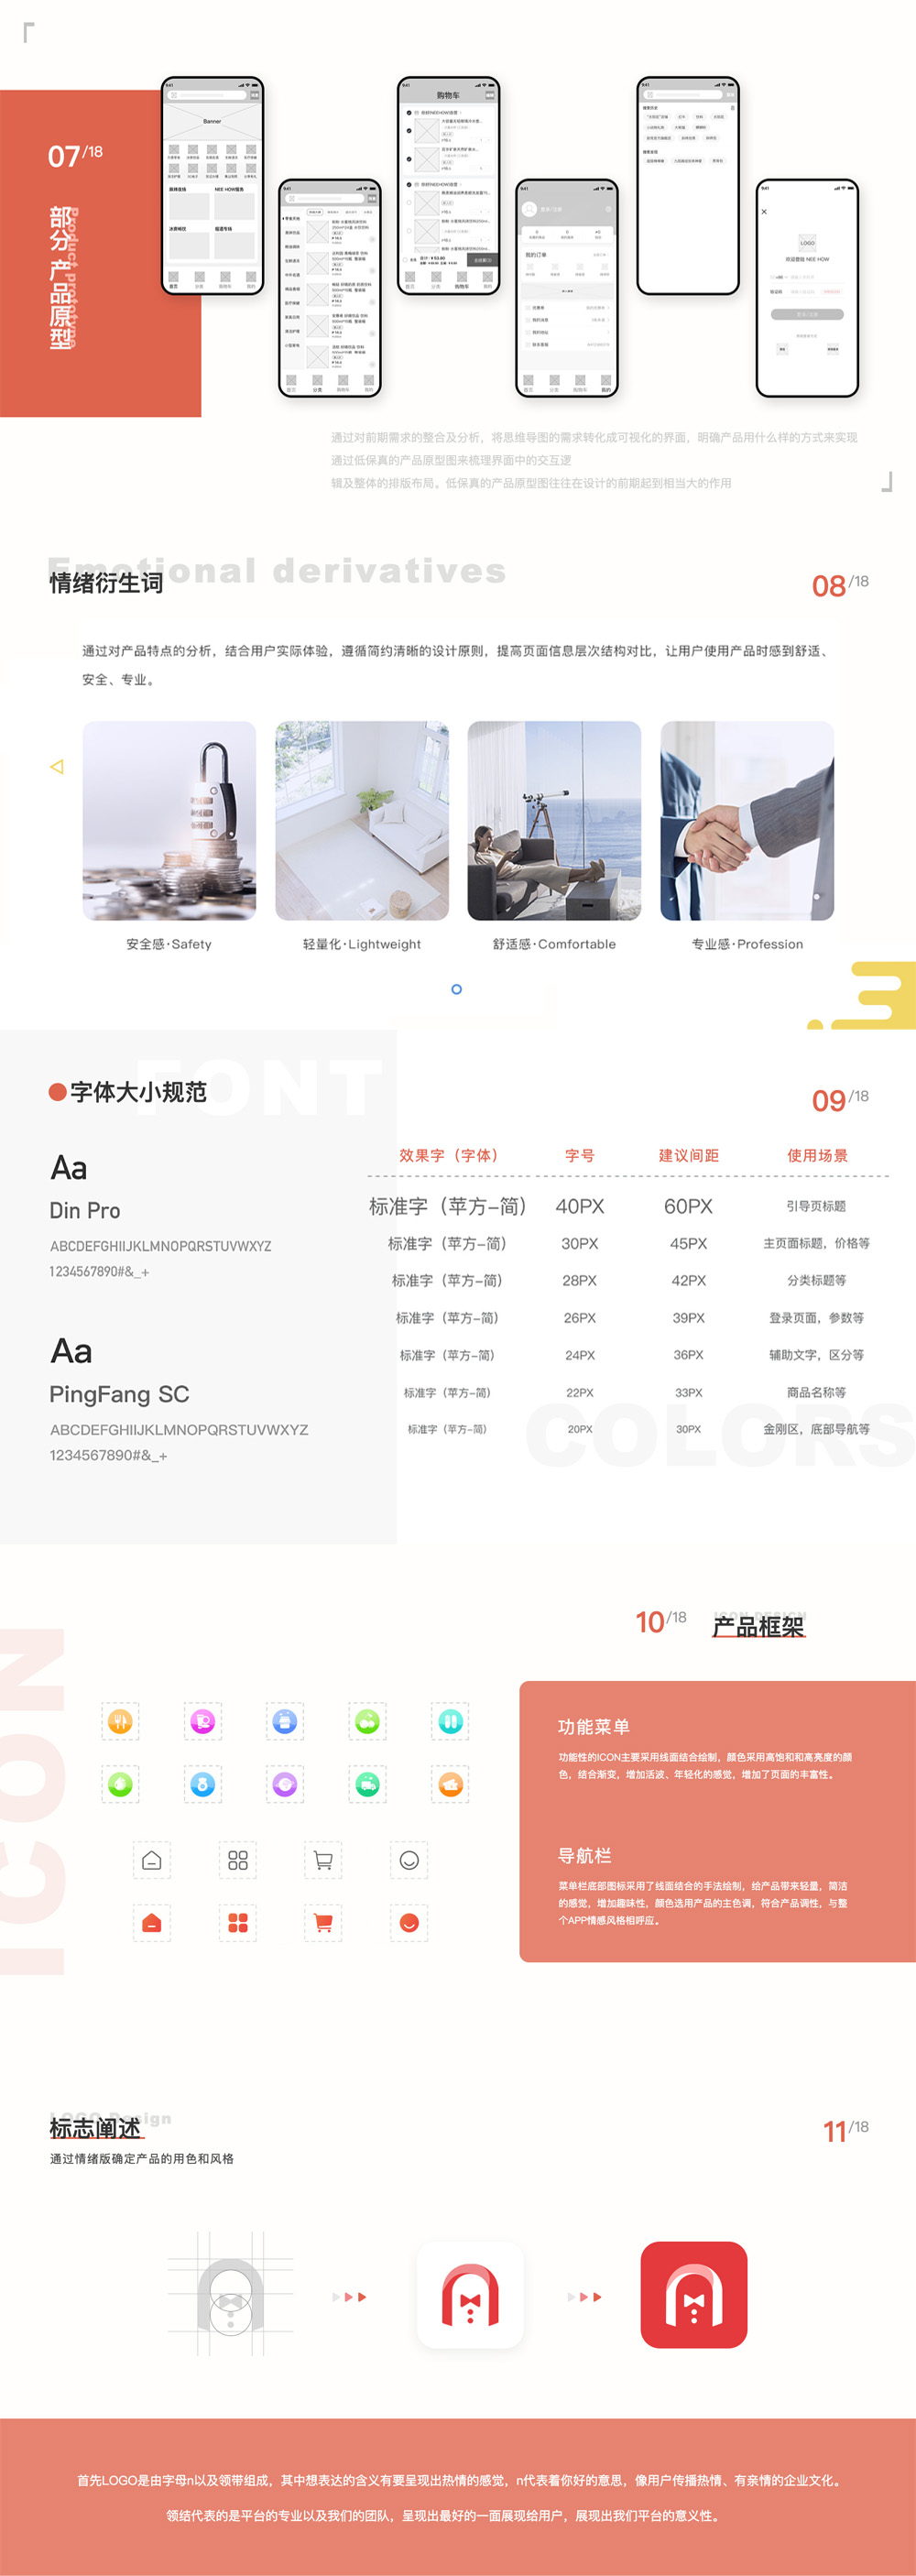 07/18
部分产品原型
Product prototype
Banner
购物车
LOGO
欢迎登陆 NEE HOW
通过对前期需求的整合及分析，将思维导图的需求转化成可视化的界面，明确产品用什么样的方式来实现
通过低保真的产品原型图来梳理界面中的交互逻
辑及整体的排版布局。低保真的产品原型图往往在设计的前期起到相当大的作用
Emotional derivatives
情绪衍生词
08/18
通过对产品特点的分析，结合用户实际体验，遵循简约清晰的设计原则，提高页面信息层次结构对比，让用户使用产品时感到舒适、
安全、专业。
安全感·Safety
轻量化·Lightweight
舒适感·Comfortable
专业感·Profession
FONT
字体大小规范
09/18
Aa
Din Pro
ABCDEFGHIIJKLMNOPQRSTUVWXYZ
1234567890#&_+
Aa
PingFang SC
ABCDEFGHIIJKLMNOPQRSTUVWXYZ
1234567890#&_+
效果字（字体） 字号 建议间距 使用场景
标准字（苹方-简） 40PX 60PX 引导页标题
标准字（苹方-简） 30PX 45PX 主页面标题，价格等
标准字（苹方-简） 28PX 42PX 分类标题等
标准字（苹方-简） 26PX 39PX 登录页面，参数等
标准字（苹方-简） 24PX 36PX 辅助文字，区分等
标准字（苹方-简） 22PX 33PX 商品名称等
标准字（苹方-简） 20PX 30PX 金刚区，底部导航等
COLORS
10/18
ICON DESIGN
产品框架
ICON
功能菜单
功能性的ICON主要采用线面结合绘制，颜色采用高饱和和高亮度的颜
色，结合渐变，增加活波、年轻化的感觉，增加了页面的丰富性。
导航栏
菜单栏底部图标采用了线面结合的手法绘制，给产品带来轻量，简洁
的感觉，增加趣味性，颜色选用产品的主色调，符合产品调性，与整
个APP情感风格相呼应。
LOGO Design
标志阐述
11/18
通过情绪版确定产品的用色和风格
首先LOGO是由字母n以及领带组成，其中想表达的含义有要呈现出热情的感觉，n代表着你好的意思，像用户传播热情、有亲情的企业文化。
领结代表的是平台的专业以及我们的团队，呈现出最好的一面展现给用户，展现出我们平台的意义性。